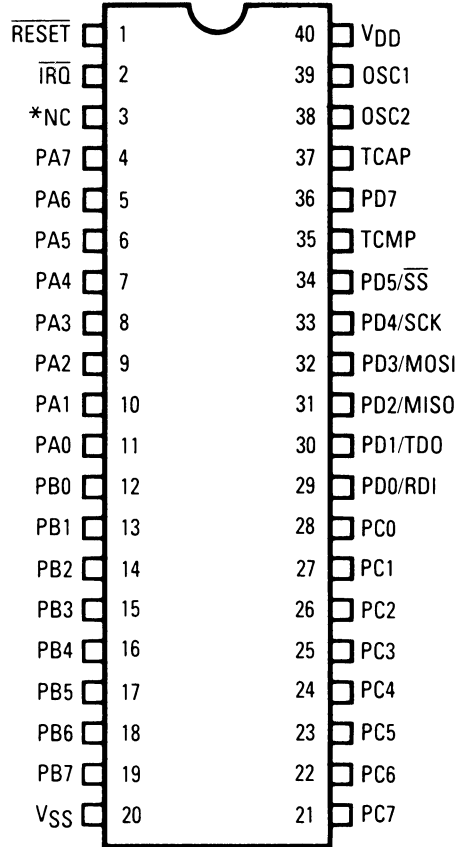 RESET 1 40 VDD
IRQ 2 39 OSC1
*NC 3 38 OSC2
PA7 4 37 TCAP
PA6 5 36 PD7
PA5 6 35 TCMP
PA4 7 34 PD5/SS
PA3 8 33 PD4/SCK
PA2 9 32 PD3/MOSI
PA1 10 31 PD2/MISO
PA0 11 30 PD1/TDO
PB0 12 29 PD0/RDI
PB1 13 28 PC0
PB2 14 27 PC1
PB3 15 26 PC2
PB4 16 25 PC3
PB5 17 24 PC4
PB6 18 23 PC5
PB7 19 22 PC6
VSS 20 21 PC7